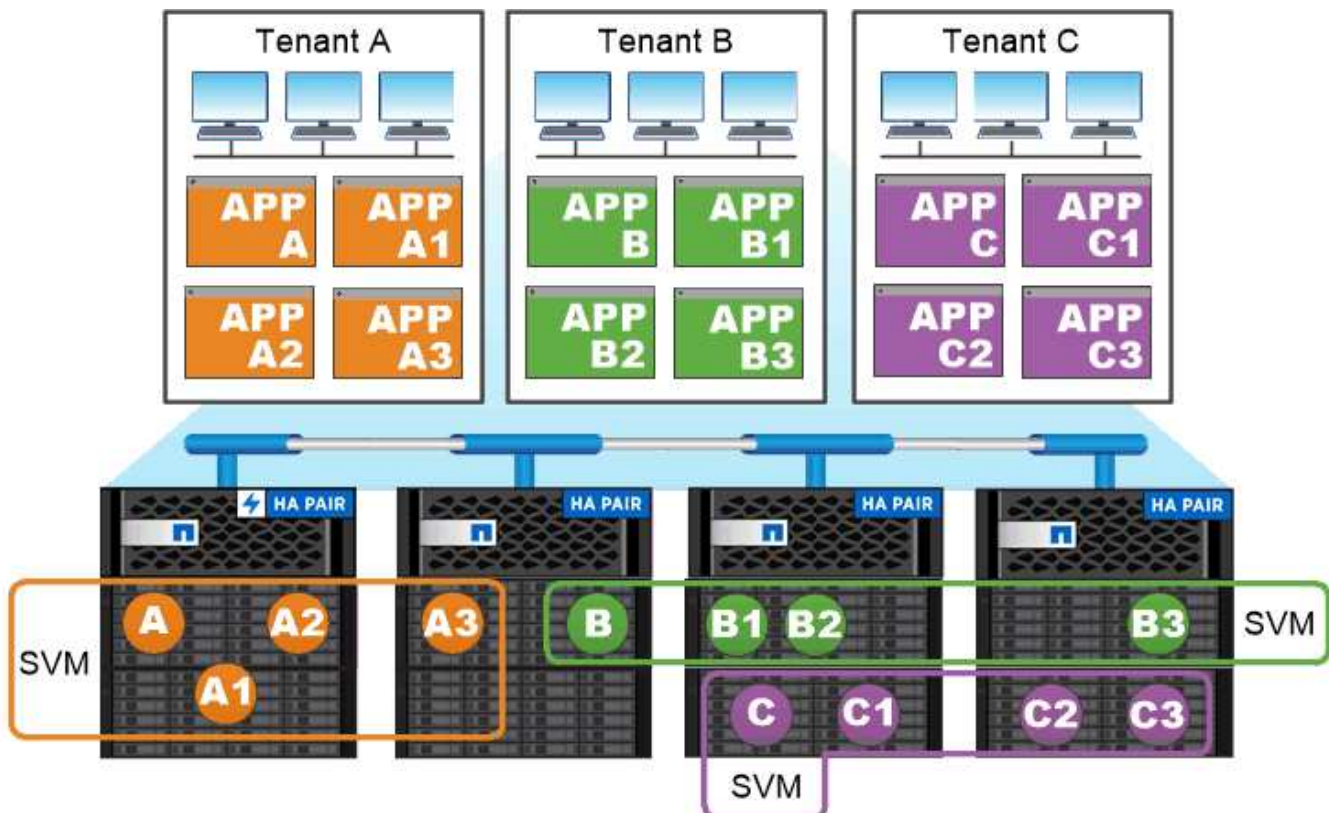 Tenant A
Tenant B
Tenant C
APP
A
APP
A1
APP
B
APP
B1
APP
C
APP
C1
APP
A2
APP
A3
APP
B2
APP
B3
APP
C2
APP
C3
HA PAIR
HA PAIR
HA PAIR
HA PAIR
SVM
A
A2
A1
A3
B
B1
B2
B3
SVM
C
C1
C2
C3
SVM